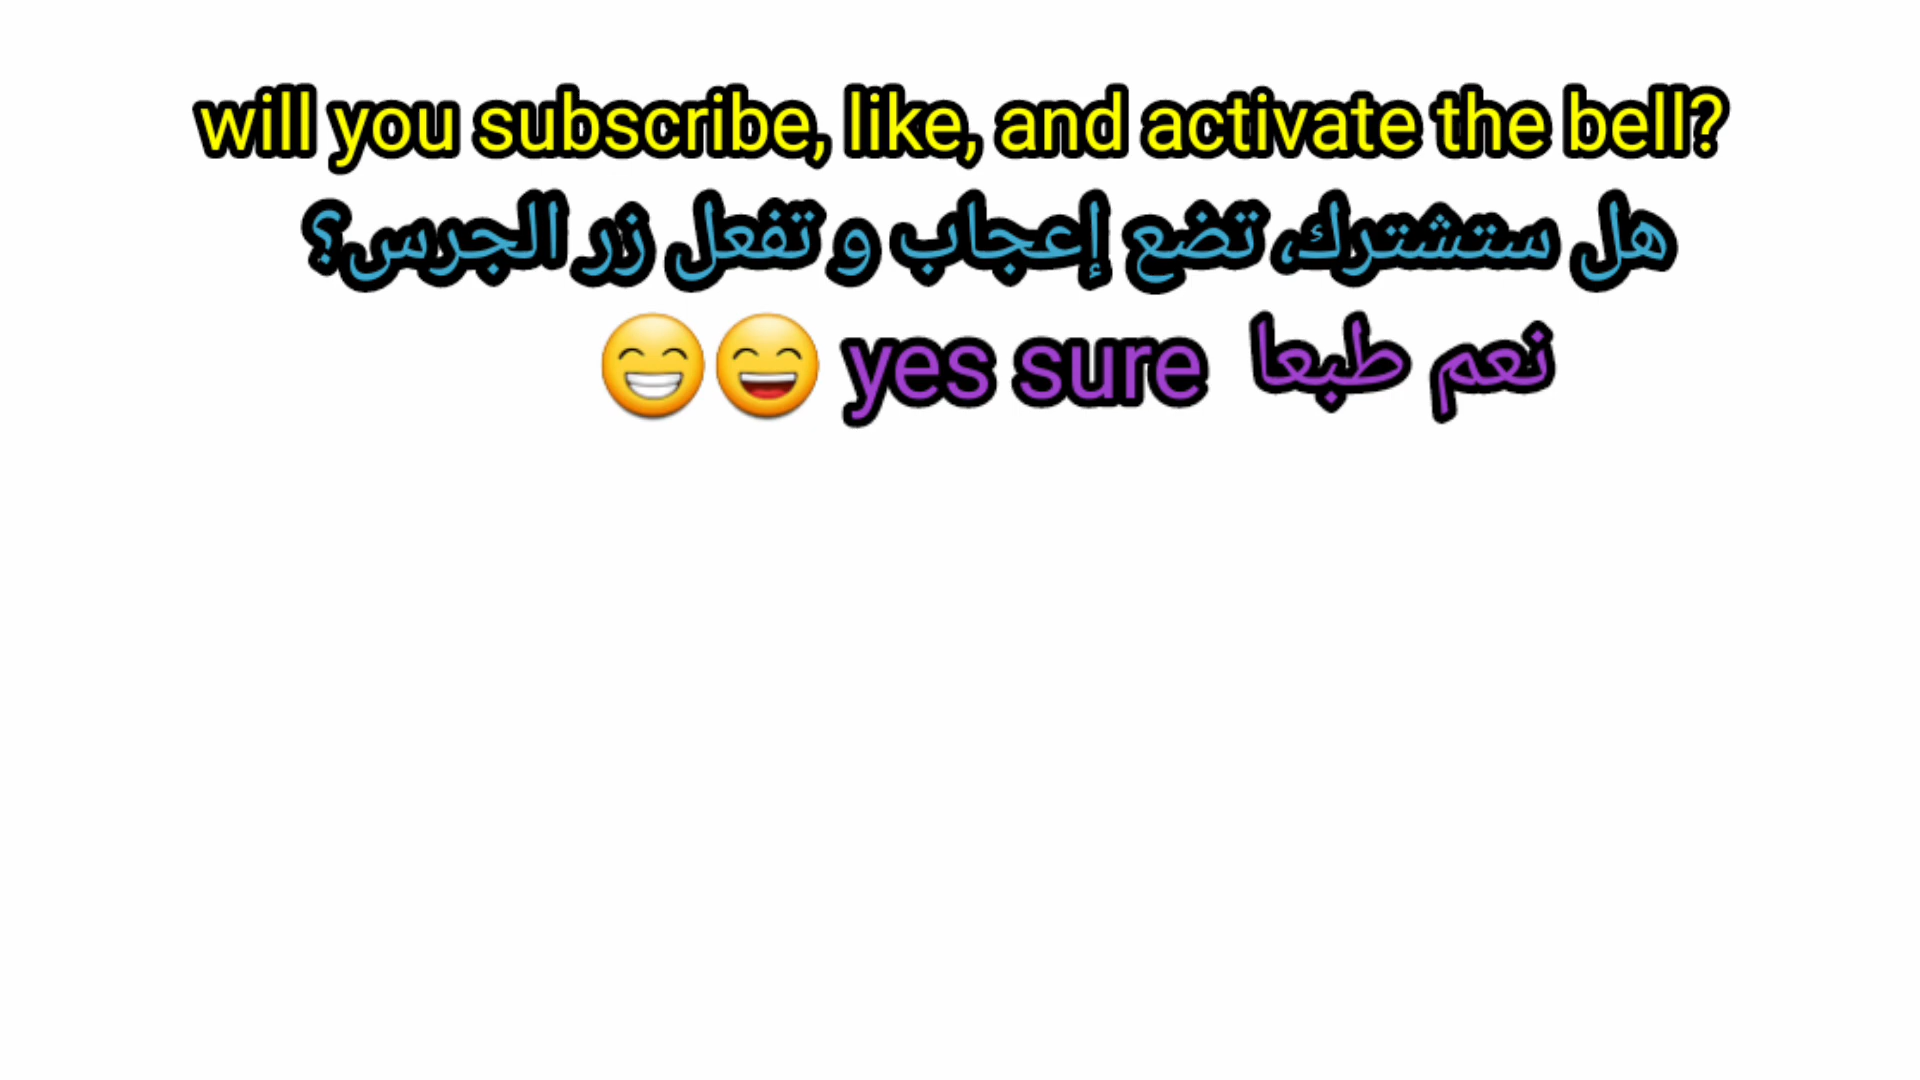 will you subscribe, like, and activate the bell?
هل ستشترك، تضع إعجاب و تفعل زر الجرس؟
نعم طبعا yes sure 😄😁